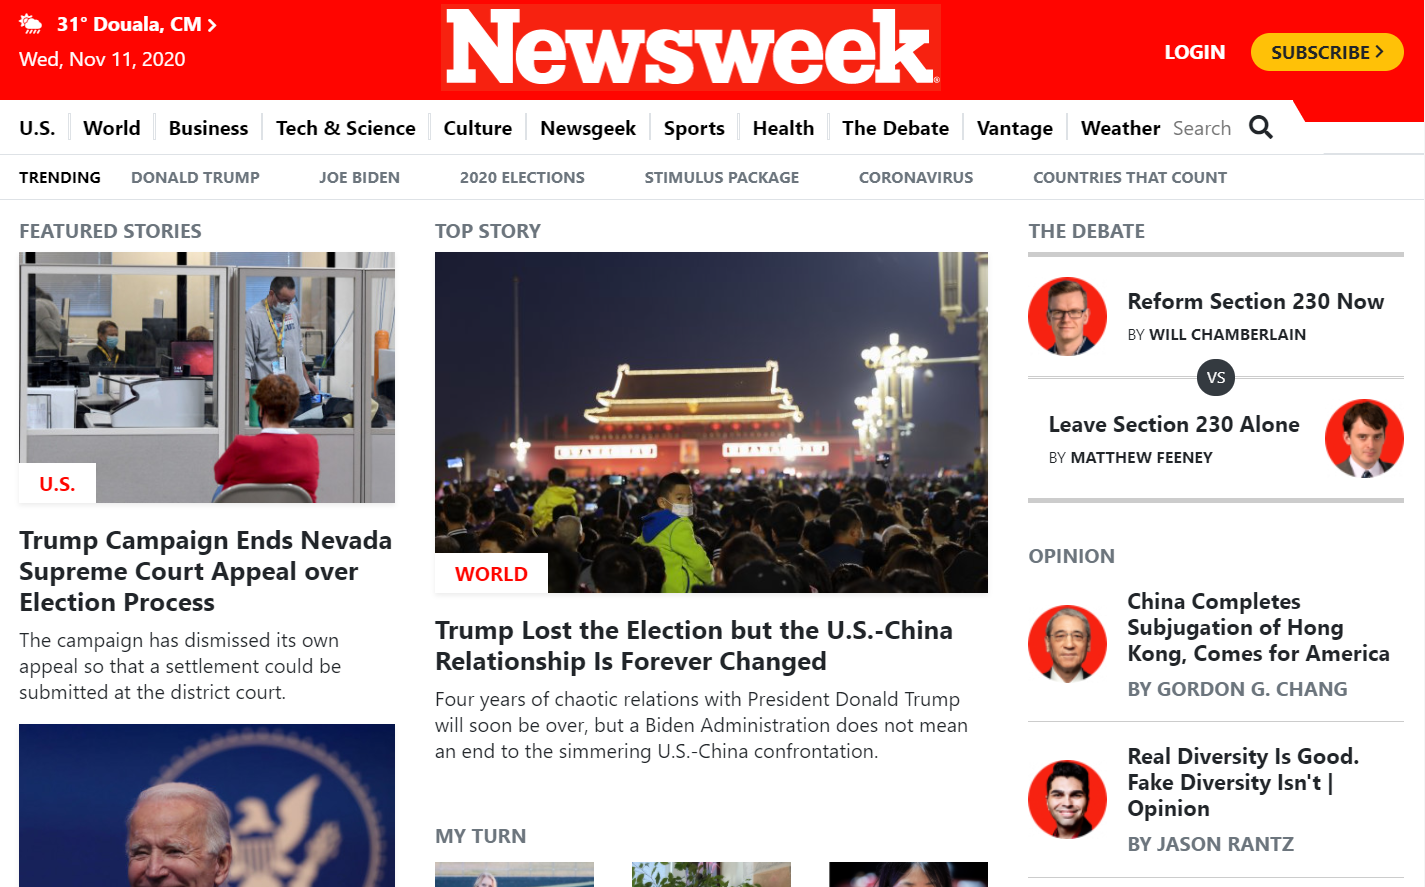 31° Douala, CM
Wed, Nov 11, 2020
Newsweek
LOGIN
SUBSCRIBE
U.S. World Business Tech & Science Culture Newsgeek Sports Health The Debate Vantage Weather Search
TRENDING DONALD TRUMP JOE BIDEN 2020 ELECTIONS STIMULUS PACKAGE CORONAVIRUS COUNTRIES THAT COUNT
FEATURED STORIES
U.S.
Trump Campaign Ends Nevada
Supreme Court Appeal over
Election Process
The campaign has dismissed its own
appeal so that a settlement could be
submitted at the district court.
TOP STORY
WORLD
Trump Lost the Election but the U.S.-China
Relationship Is Forever Changed
Four years of chaotic relations with President Donald Trump
will soon be over, but a Biden Administration does not mean
an end to the simmering U.S.-China confrontation.
MY TURN
THE DEBATE
Reform Section 230 Now
BY WILL CHAMBERLAIN
VS
Leave Section 230 Alone
BY MATTHEW FEENEY
OPINION
China Completes
Subjugation of Hong
Kong, Comes for America
BY GORDON G. CHANG
Real Diversity Is Good.
Fake Diversity Isn't |
Opinion
BY JASON RANTZ